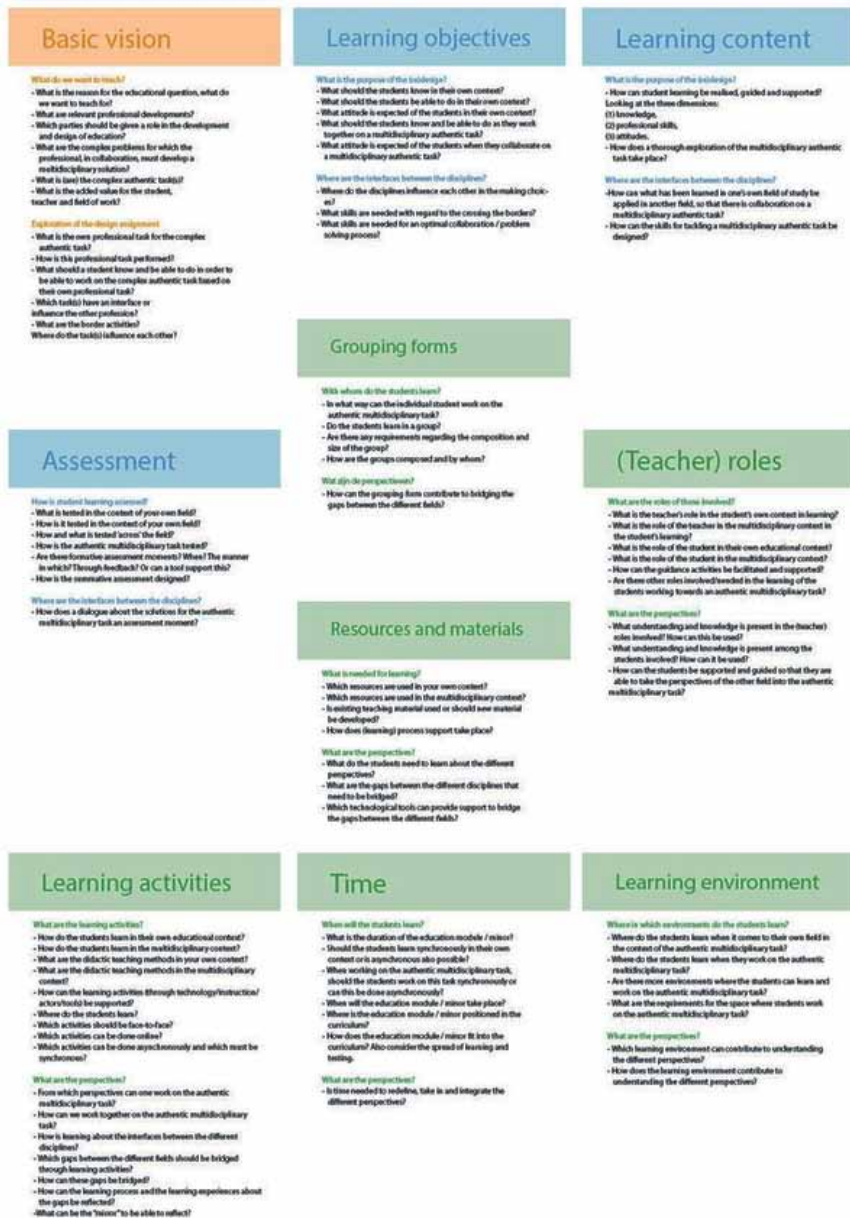 Basic vision
What do we want to teach?
- What is the reason for the educational question, what do
we want to teach for?
- What are relevant professional developments?
- Which parties should be given a role in the development
and design of education?
- What are the complex problems for which the
professional, in collaboration, must develop a
multidisciplinary solution?
- What is (are) the complex authentic task(s)?
- What is the added value for the student,
teacher and field of work?
Exploration of the design assignment
- What is the own professional task for the complex
authentic task?
- How is this professional task performed?
- What should a student know and be able to do in order to
be able to work on the complex authentic task based on
their own professional task?
- Which task(s) have an interface or
influence the other profession?
- What are the border activities?
Where do the task(s) influence each other?
Learning objectives
What is the purpose of the (re)design?
- What should the students know in their own context?
- What should the students be able to do in their own context?
- What attitude is expected of the students in their own context?
- What should the students know and be able to do as they work
together on a multidisciplinary authentic task?
- What attitude is expected of the students when they collaborate on
a multidisciplinary authentic task?
Where are the interfaces between the disciplines?
- Where do the disciplines influence each other in the making choic-
es?
- What skills are needed with regard to the crossing the borders?
- What skills are needed for an optimal collaboration / problem
solving process?
Learning content
What is the purpose of the (re)design?
- How can student learning be realised, guided and supported?
Looking at the three dimensions:
(1) knowledge,
(2) professional skills,
(3) attitudes.
- How does a thorough exploration of the multidisciplinary authentic
task take place?
Where are the interfaces between the disciplines?
-How can what has been learned in one's own field of study be
applied in another field, so that there is collaboration on a
multidisciplinary authentic task?
- How can the skills for tackling a multidisciplinary authentic task be
designed?
Grouping forms
With whom do the students learn?
- In what way can the individual student work on the
authentic multidisciplinary task?
- Do the students learn in a group?
- Are there any requirements regarding the composition and
size of the group?
- How are the groups composed and by whom?
Wat zijn de perspectieven?
- How can the grouping form contribute to bridging the
gaps between the different fields?
Assessment
How is student learning assessed?
- What is tested in the context of your own field?
- How is it tested in the context of your own field?
- How and what is tested 'across' the field?
- How is the authentic multidisciplinary task tested?
- Are there formative assessment moments? When? The manner
in which? Through feedback? Or can a tool support this?
- How is the summative assessment designed?
Where are the interfaces between the disciplines?
- How does a dialogue about the solutions for the authentic
multidisciplinary task an assessment moment?
(Teacher) roles
What are the roles of those involved?
- What is the teacher's role in the student's own context in learning?
- What is the role of the teacher in the multidisciplinary context in
the student's learning?
- What is the role of the student in their own educational context?
- What is the role of the student in the multidisciplinary context?
- How can the guidance activities be facilitated and supported?
- Are there other roles involved/needed in the learning of the
students working towards an authentic multidisciplinary task?
What are the perspectives?
- What understanding and knowledge is present in the (teacher)
roles involved? How can this be used?
- What understanding and knowledge is present among the
students involved? How can it be used?
- How can the students be supported and guided so that they are
able to take the perspectives of the other field into the authentic
multidisciplinary task?
Resources and materials
What is needed for learning?
- Which resources are used in your own context?
- Which resources are used in the multidisciplinary context?
- Is existing teaching material used or should new material
be developed?
- How does (learning) process support take place?
What are the perspectives?
- What do the students need to learn about the different
perspectives?
- What are the gaps between the different disciplines that
need to be bridged?
- Which technological tools can provide support to bridge
the gaps between the different fields?
Learning activities
What are the learning activities?
- How do the students learn in their own educational context?
- How do the students learn in the multidisciplinary context?
- What are the didactic teaching methods in your own context?
- What are the didactic teaching methods in the multidisciplinary
context?
- How can the learning activities (through technology/instruction/
actors/tools) be supported?
- Where do the students learn?
- Which activities should be face-to-face?
- Which activities can be done online?
- Which activities can be done asynchronously and which must be
synchronous?
What are the perspectives?
- From which perspectives can one work on the authentic
multidisciplinary task?
- How can we work together on the authentic multidisciplinary
task?
- How is learning about the interfaces between the different
disciplines?
- Which gaps between the different fields should be bridged
through learning activities?
- How can these gaps be bridged?
- How can the learning process and the learning experiences about
the gaps be reflected?
-What can be the "mirror" to be able to reflect?
Time
When will the students learn?
- What is the duration of the education module / minor?
- Should the students learn synchronously in their own
context or is asynchronous also possible?
- When working on the authentic multidisciplinary task,
should the students work on this task synchronously or
can this be done asynchronously?
- When will the education module / minor take place?
- Where is the education module / minor positioned in the
curriculum?
- How does the education module / minor fit into the
curriculum? Also consider the spread of learning and
testing.
What are the perspectives?
- Is time needed to redefine, take in and integrate the
different perspectives?
Learning environment
Where in which environments do the students learn?
- Where do the students learn when it comes to their own field in
the context of the authentic multidisciplinary task?
- Where do the students learn when they work on the authentic
multidisciplinary task?
- Are there more environments where the students can learn and
work on the authentic multidisciplinary task?
- What are the requirements for the space where students work
on the authentic multidisciplinary task?
What are the perspectives?
- Which learning environment can contribute to understanding
the different perspectives?
- How does the learning environment contribute to
understanding the different perspectives?